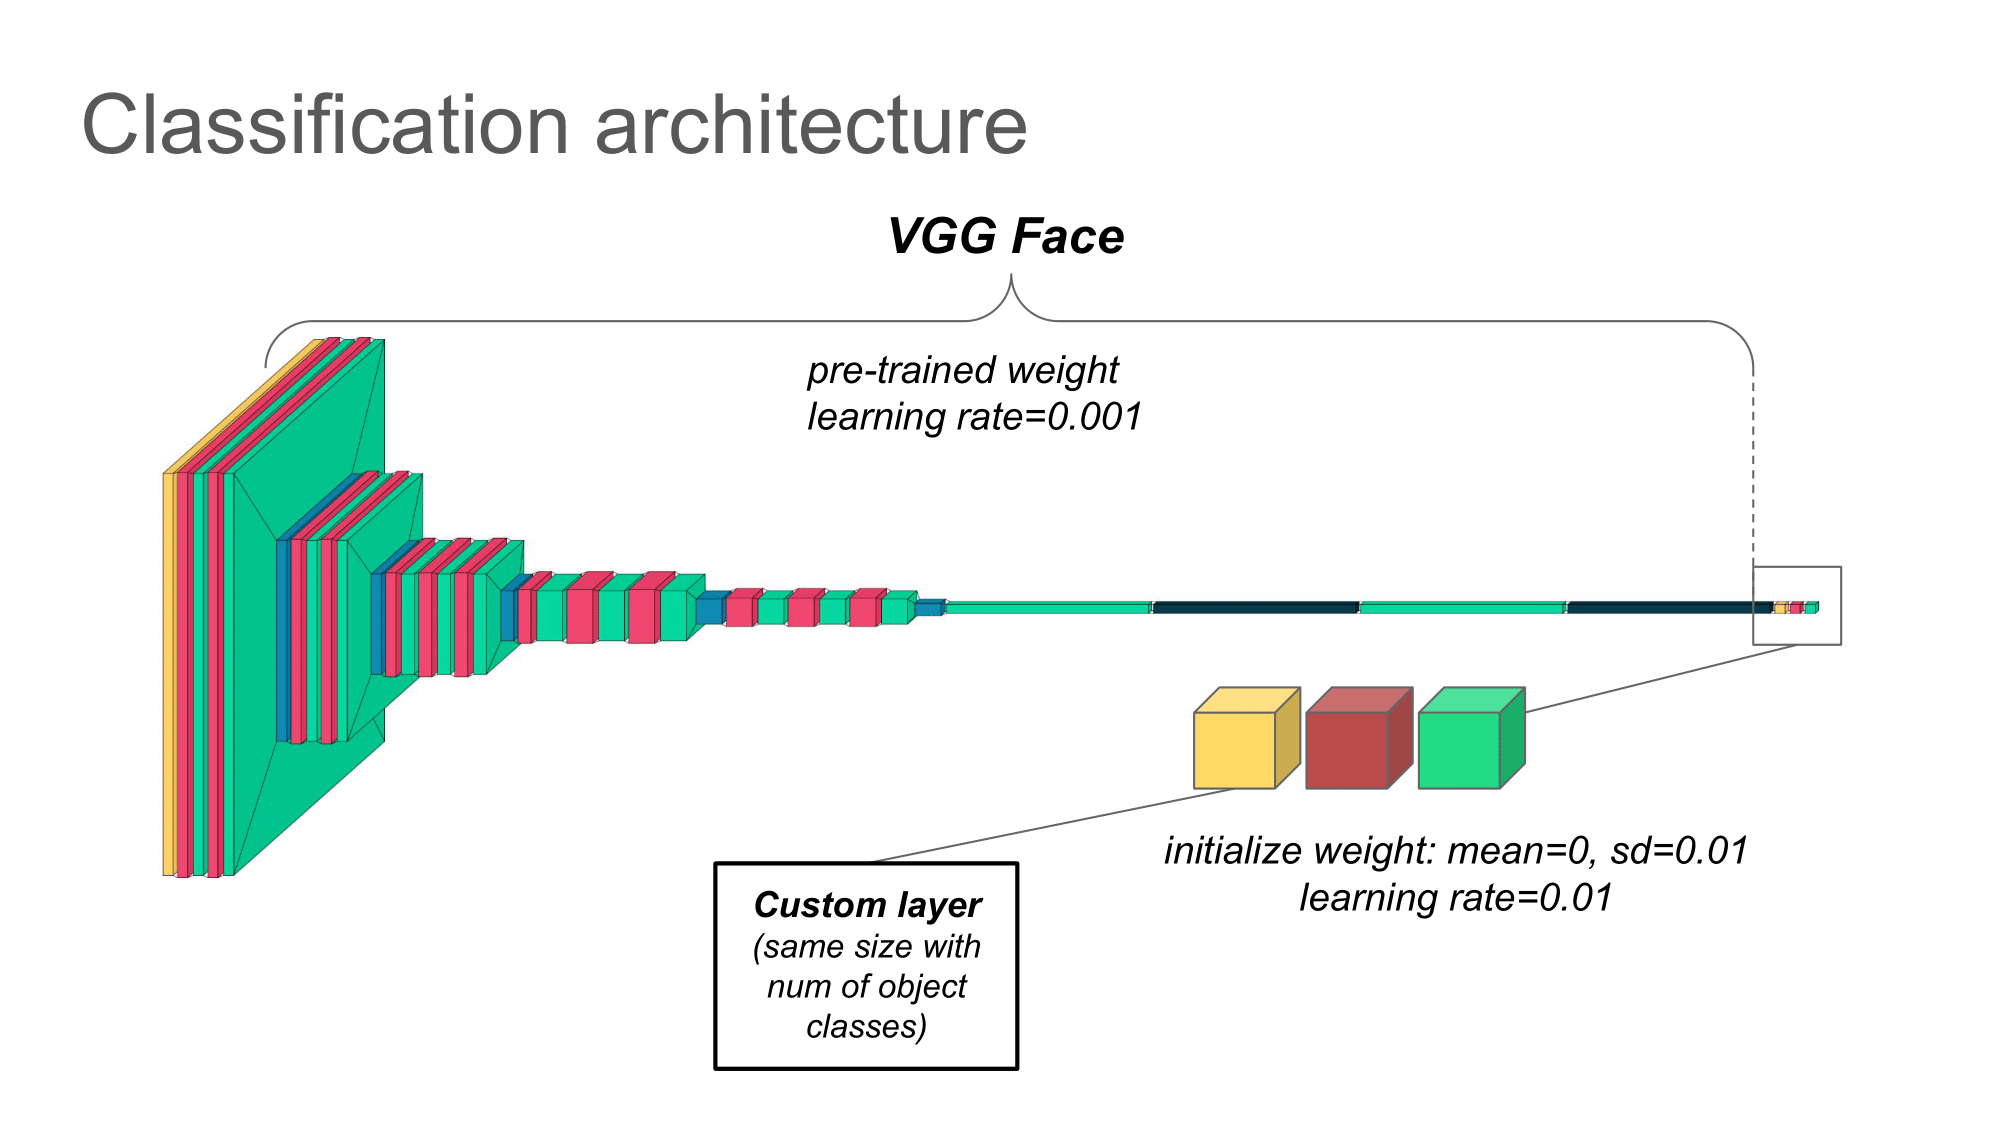 Classification architecture
VGG Face
pre-trained weight
learning rate=0.001
initialize weight: mean=0, sd=0.01
learning rate=0.01
Custom layer
(same size with
num of object
classes)